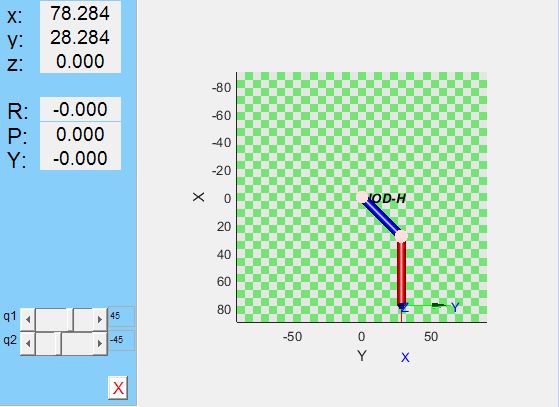 x: 78.284
y: 28.284
z: 0.000
R: -0.000
P: 0.000
Y: -0.000
q1 45
q2 -45
X
-80
-60
-40
-20
X 0
20
40
60
80
-50 0 50
Y X
IOD-H
Z Y